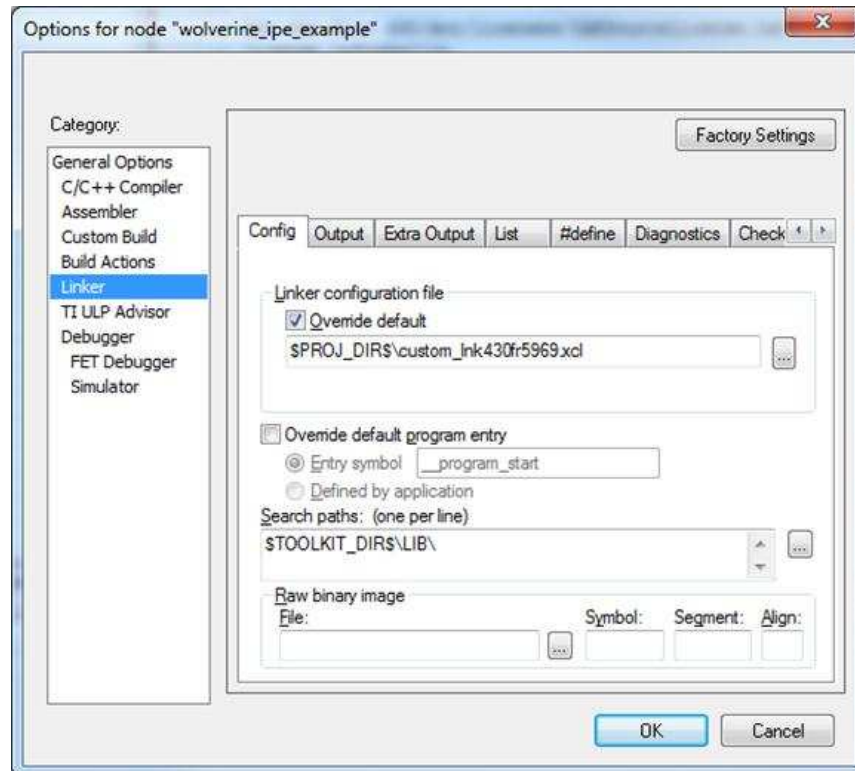 Options for node "wolverine_ipe_example"
Category:
General Options
C/C++ Compiler
Assembler
Custom Build
Build Actions
Linker
TI ULP Advisor
Debugger
FET Debugger
Simulator
Factory Settings
Config Output Extra Output List #define Diagnostics Check
Linker configuration file
Override default
$PROJ_DIR$\custom_lnk430fr5969.xcl
...
Override default program entry
Entry symbol __program_start
Defined by application
Search paths: (one per line)
$TOOLKIT_DIR$\LIB\
...
Raw binary image
File: Symbol: Segment: Align:
...
OK Cancel